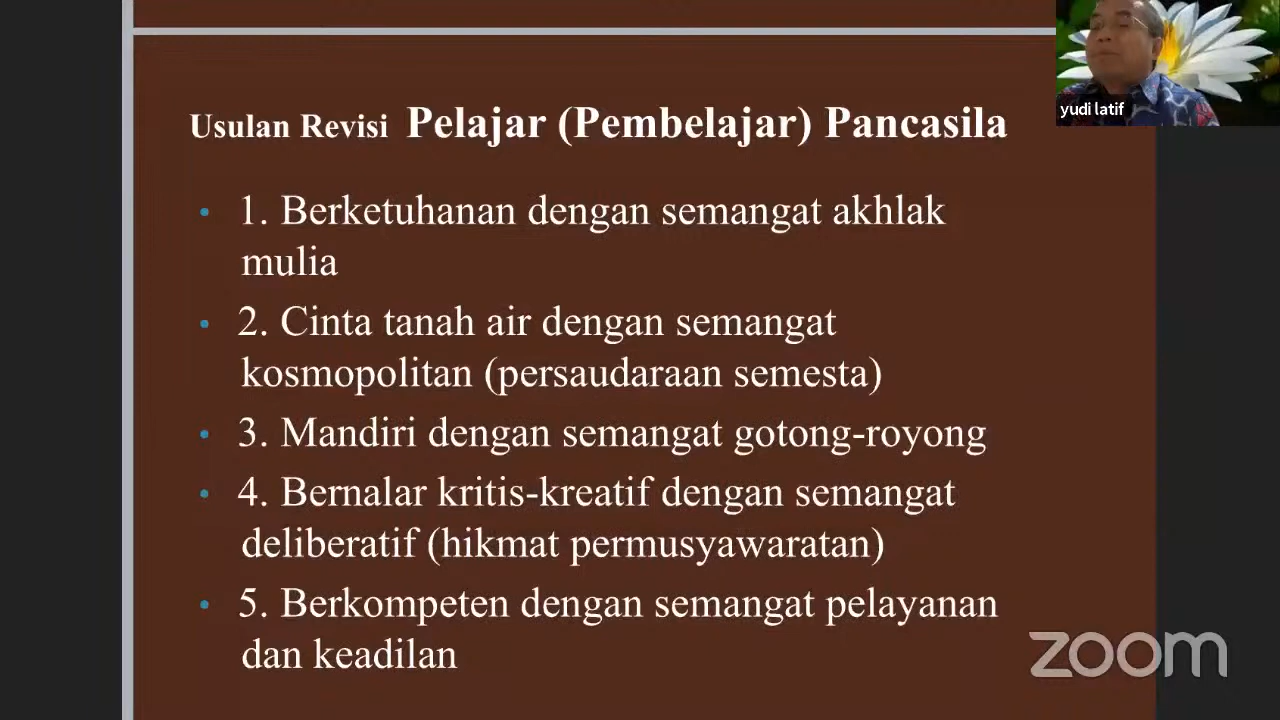 yudi latif
Usulan Revisi Pelajar (Pembelajar) Pancasila
• 1. Berketuhanan dengan semangat akhlak
mulia
• 2. Cinta tanah air dengan semangat
kosmopolitan (persaudaraan semesta)
• 3. Mandiri dengan semangat gotong-royong
• 4. Bernalar kritis-kreatif dengan semangat
deliberatif (hikmat permusyawaratan)
• 5. Berkompeten dengan semangat pelayanan
dan keadilan
zoom